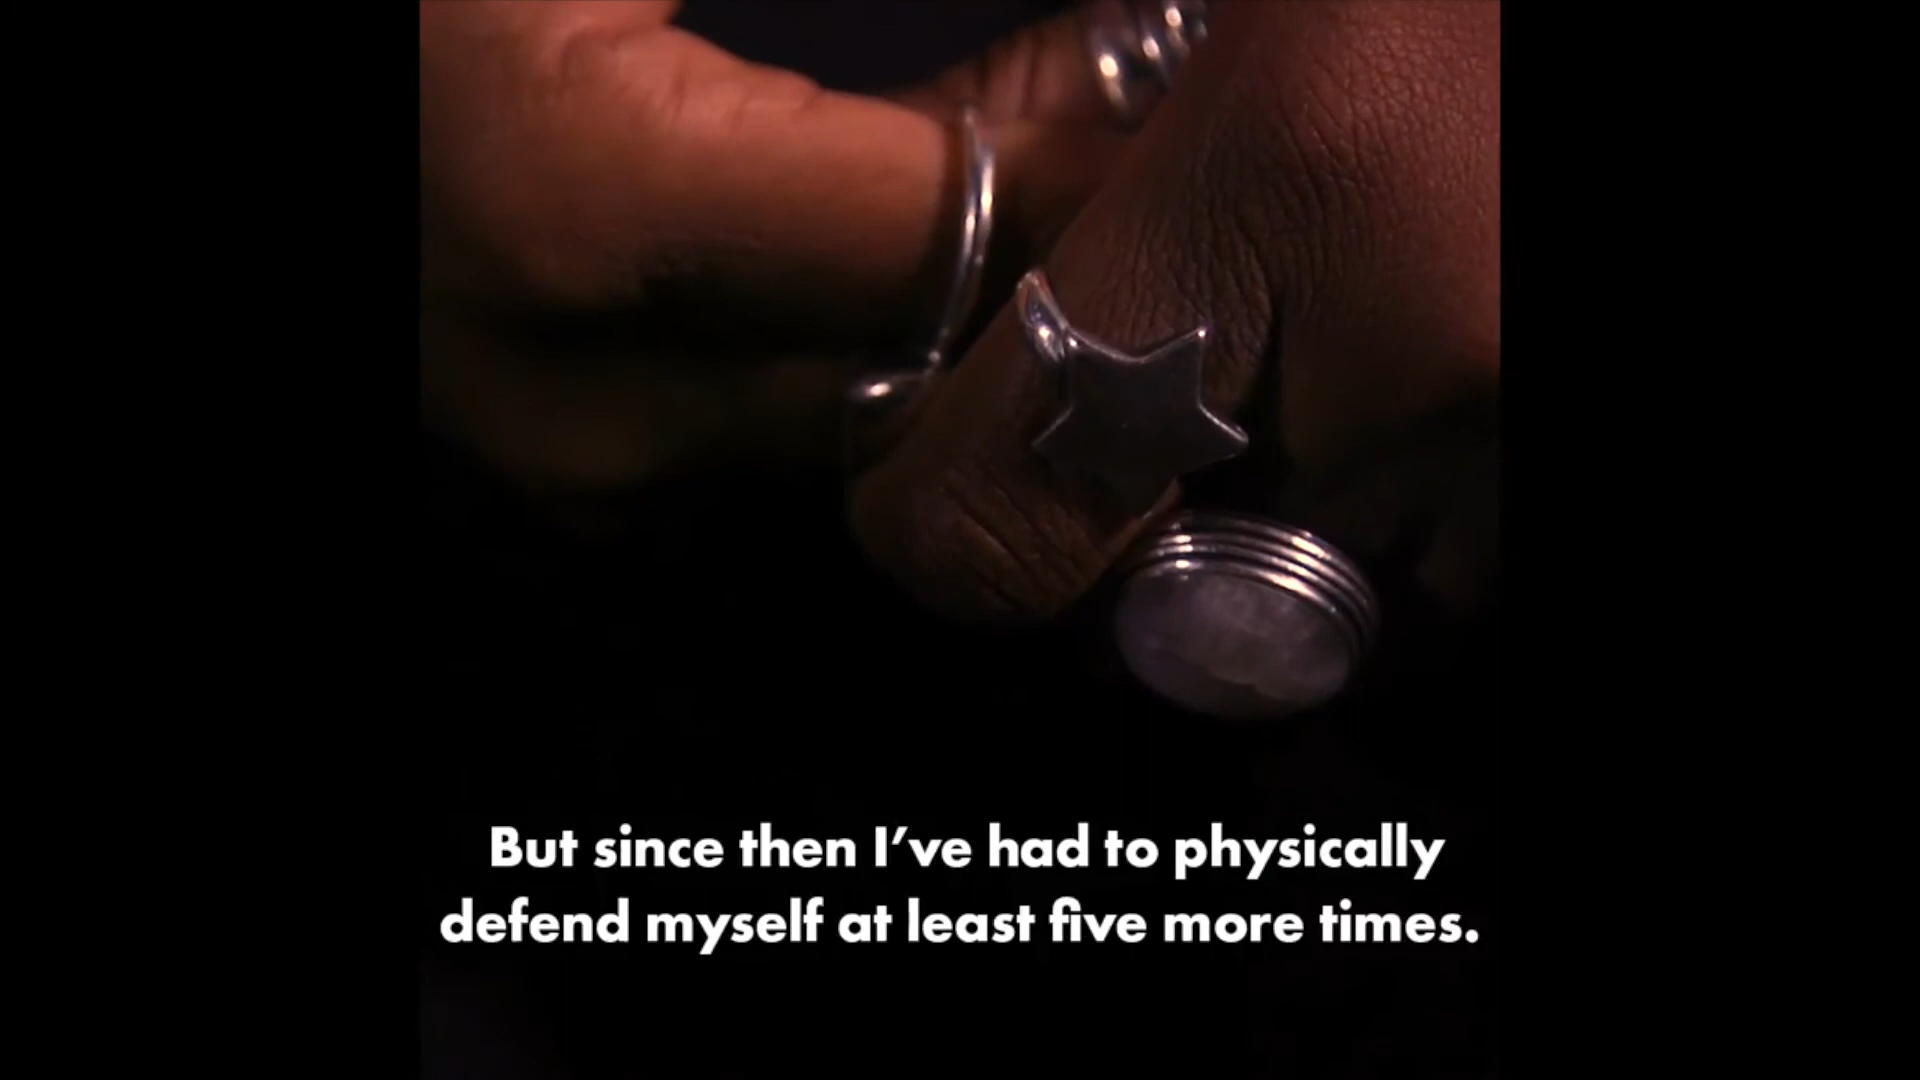 But since then I’ve had to physically
defend myself at least five more times.